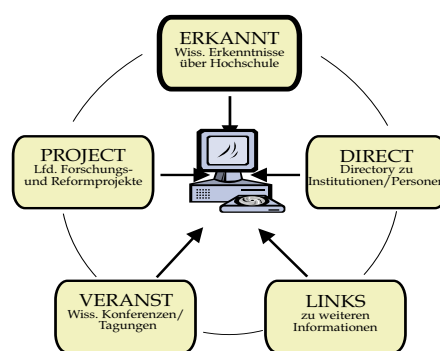 ERKANNT
Wiss. Erkenntnisse
über Hochschule
PROJECT
Lfd. Forschungs-
und Reformprojekte
DIRECT
Directory zu
Institutionen/Personen
VERANST
Wiss. Konferenzen/
Tagungen
LINKS
zu weiteren
Informationen